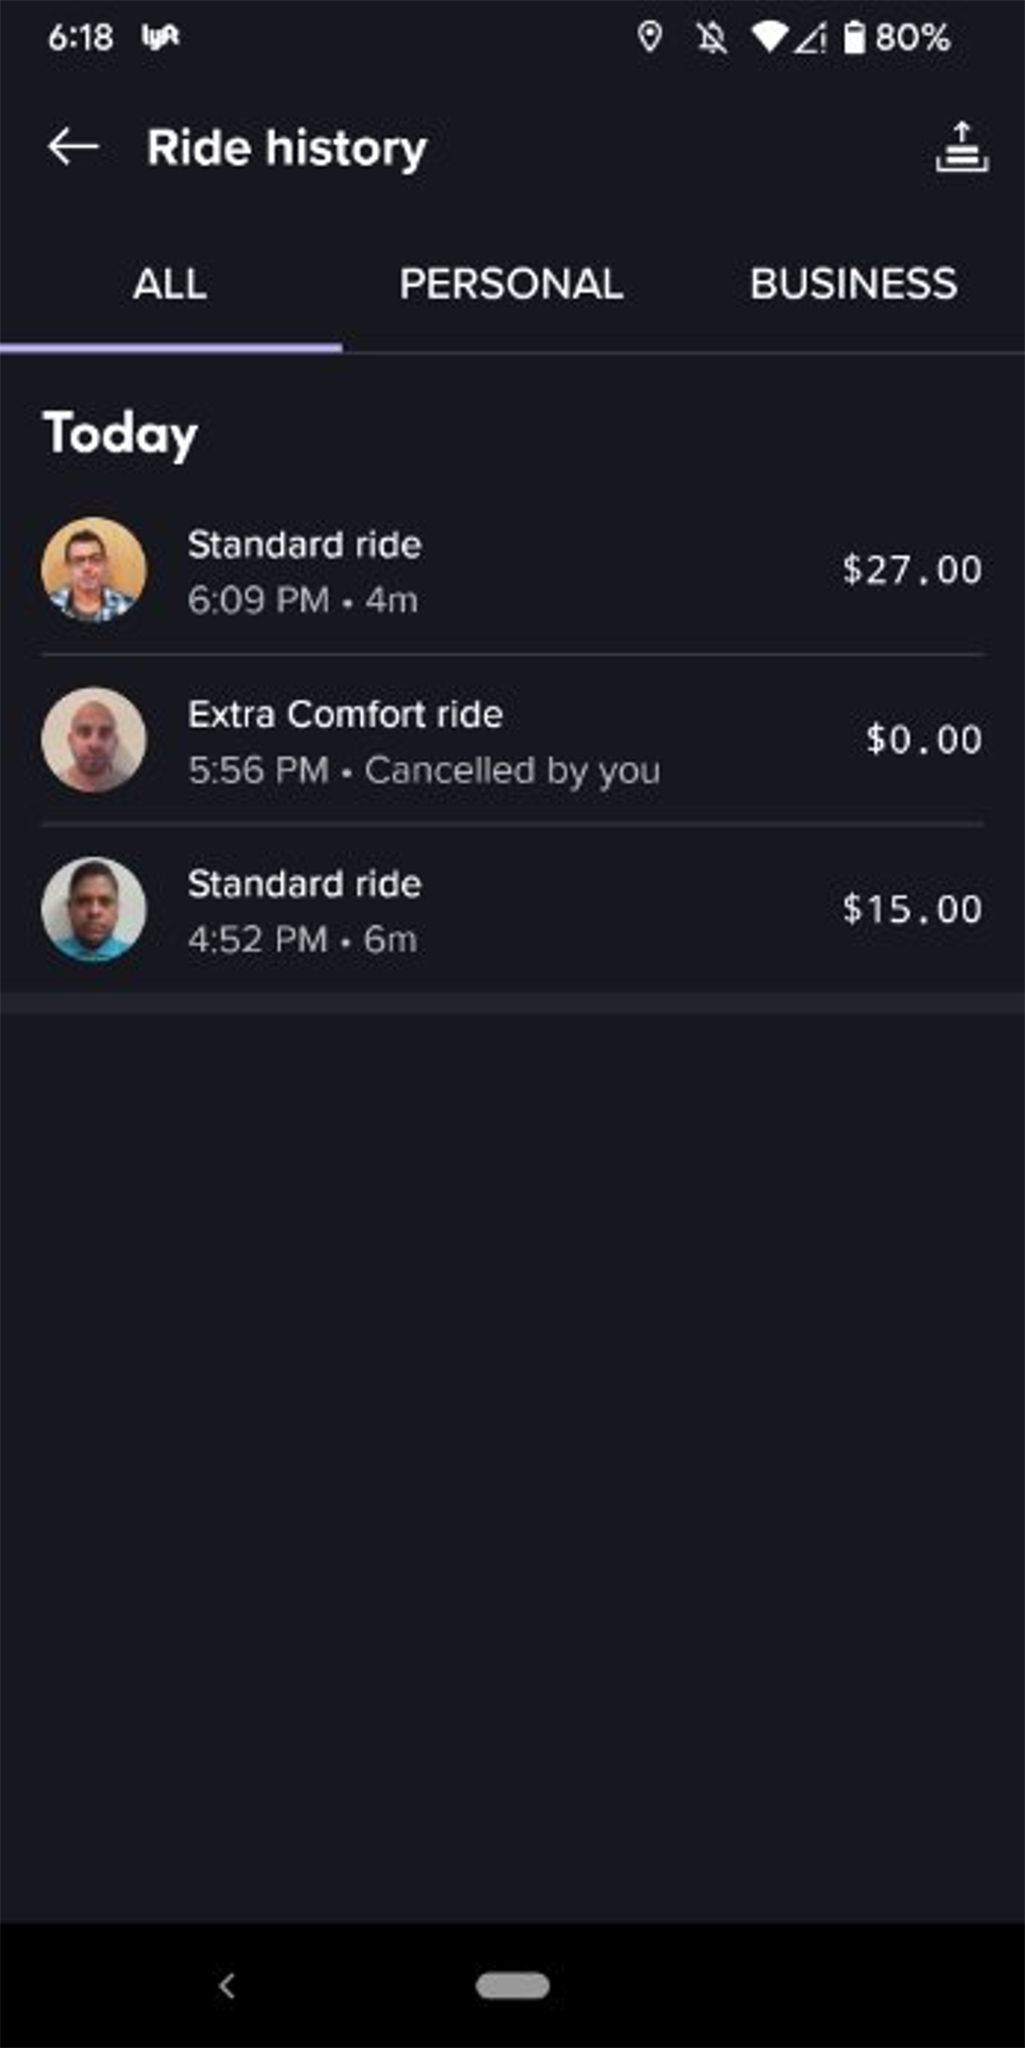 6:18 lyft 80%
Ride history
ALL PERSONAL BUSINESS
Today
Standard ride
$27.00
6:09 PM • 4m
Extra Comfort ride
$0.00
5:56 PM • Cancelled by you
Standard ride
$15.00
4:52 PM • 6m